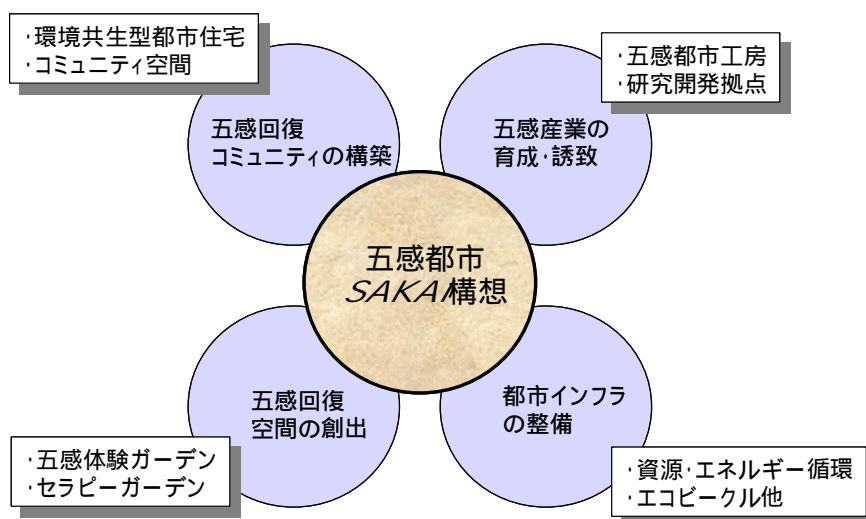 ・環境共生型都市住宅
・コミュニティ空間
・五感都市工房
・研究開発拠点
五感回復
コミュニティの構築
五感産業の
育成・誘致
五感都市
SAKAI構想
五感回復
空間の創出
都市インフラ
の整備
・五感体験ガーデン
・セラピーガーデン
・資源・エネルギー循環
・エコビークル他